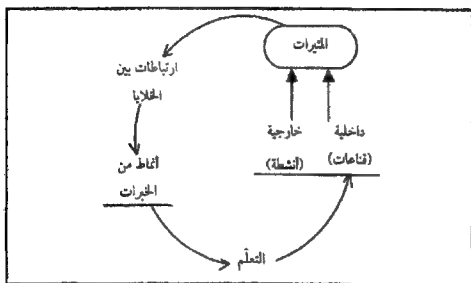 المثيرات
ارتباطات بين
الخلايا
أنماط من
الخبرات
التعلّم
خارجية
(أنشطة)
داخلية
(قناعات)